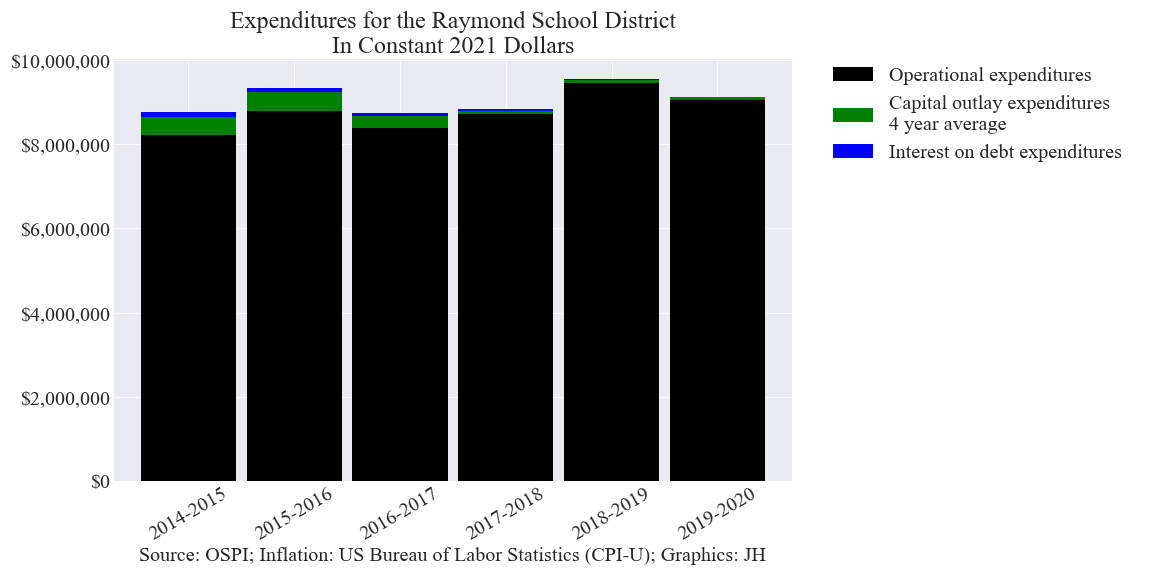 Expenditures for the Raymond School District
In Constant 2021 Dollars
$10,000,000
$8,000,000
$6,000,000
$4,000,000
$2,000,000
$0
2014-2015
2015-2016
2016-2017
2017-2018
2018-2019
2019-2020
Source: OSPI; Inflation: US Bureau of Labor Statistics (CPI-U); Graphics: JH
Operational expenditures
Capital outlay expenditures
4 year average
Interest on debt expenditures